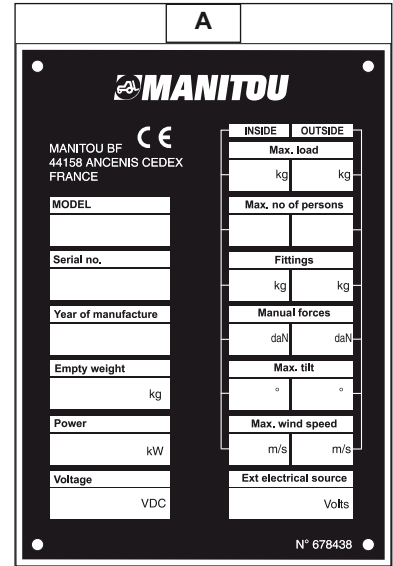 A
MANITOU
MANITOU BF
44158 ANCENIS CEDEX
FRANCE
CE
MODEL
Serial no.
Year of manufacture
Empty weight
kg
Power
kW
Voltage
VDC
INSIDE OUTSIDE
Max. load
kg kg
Max. no of persons
Fittings
kg kg
Manual forces
daN daN
Max. tilt
° °
Max. wind speed
m/s m/s
Ext electrical source
Volts
N° 678438